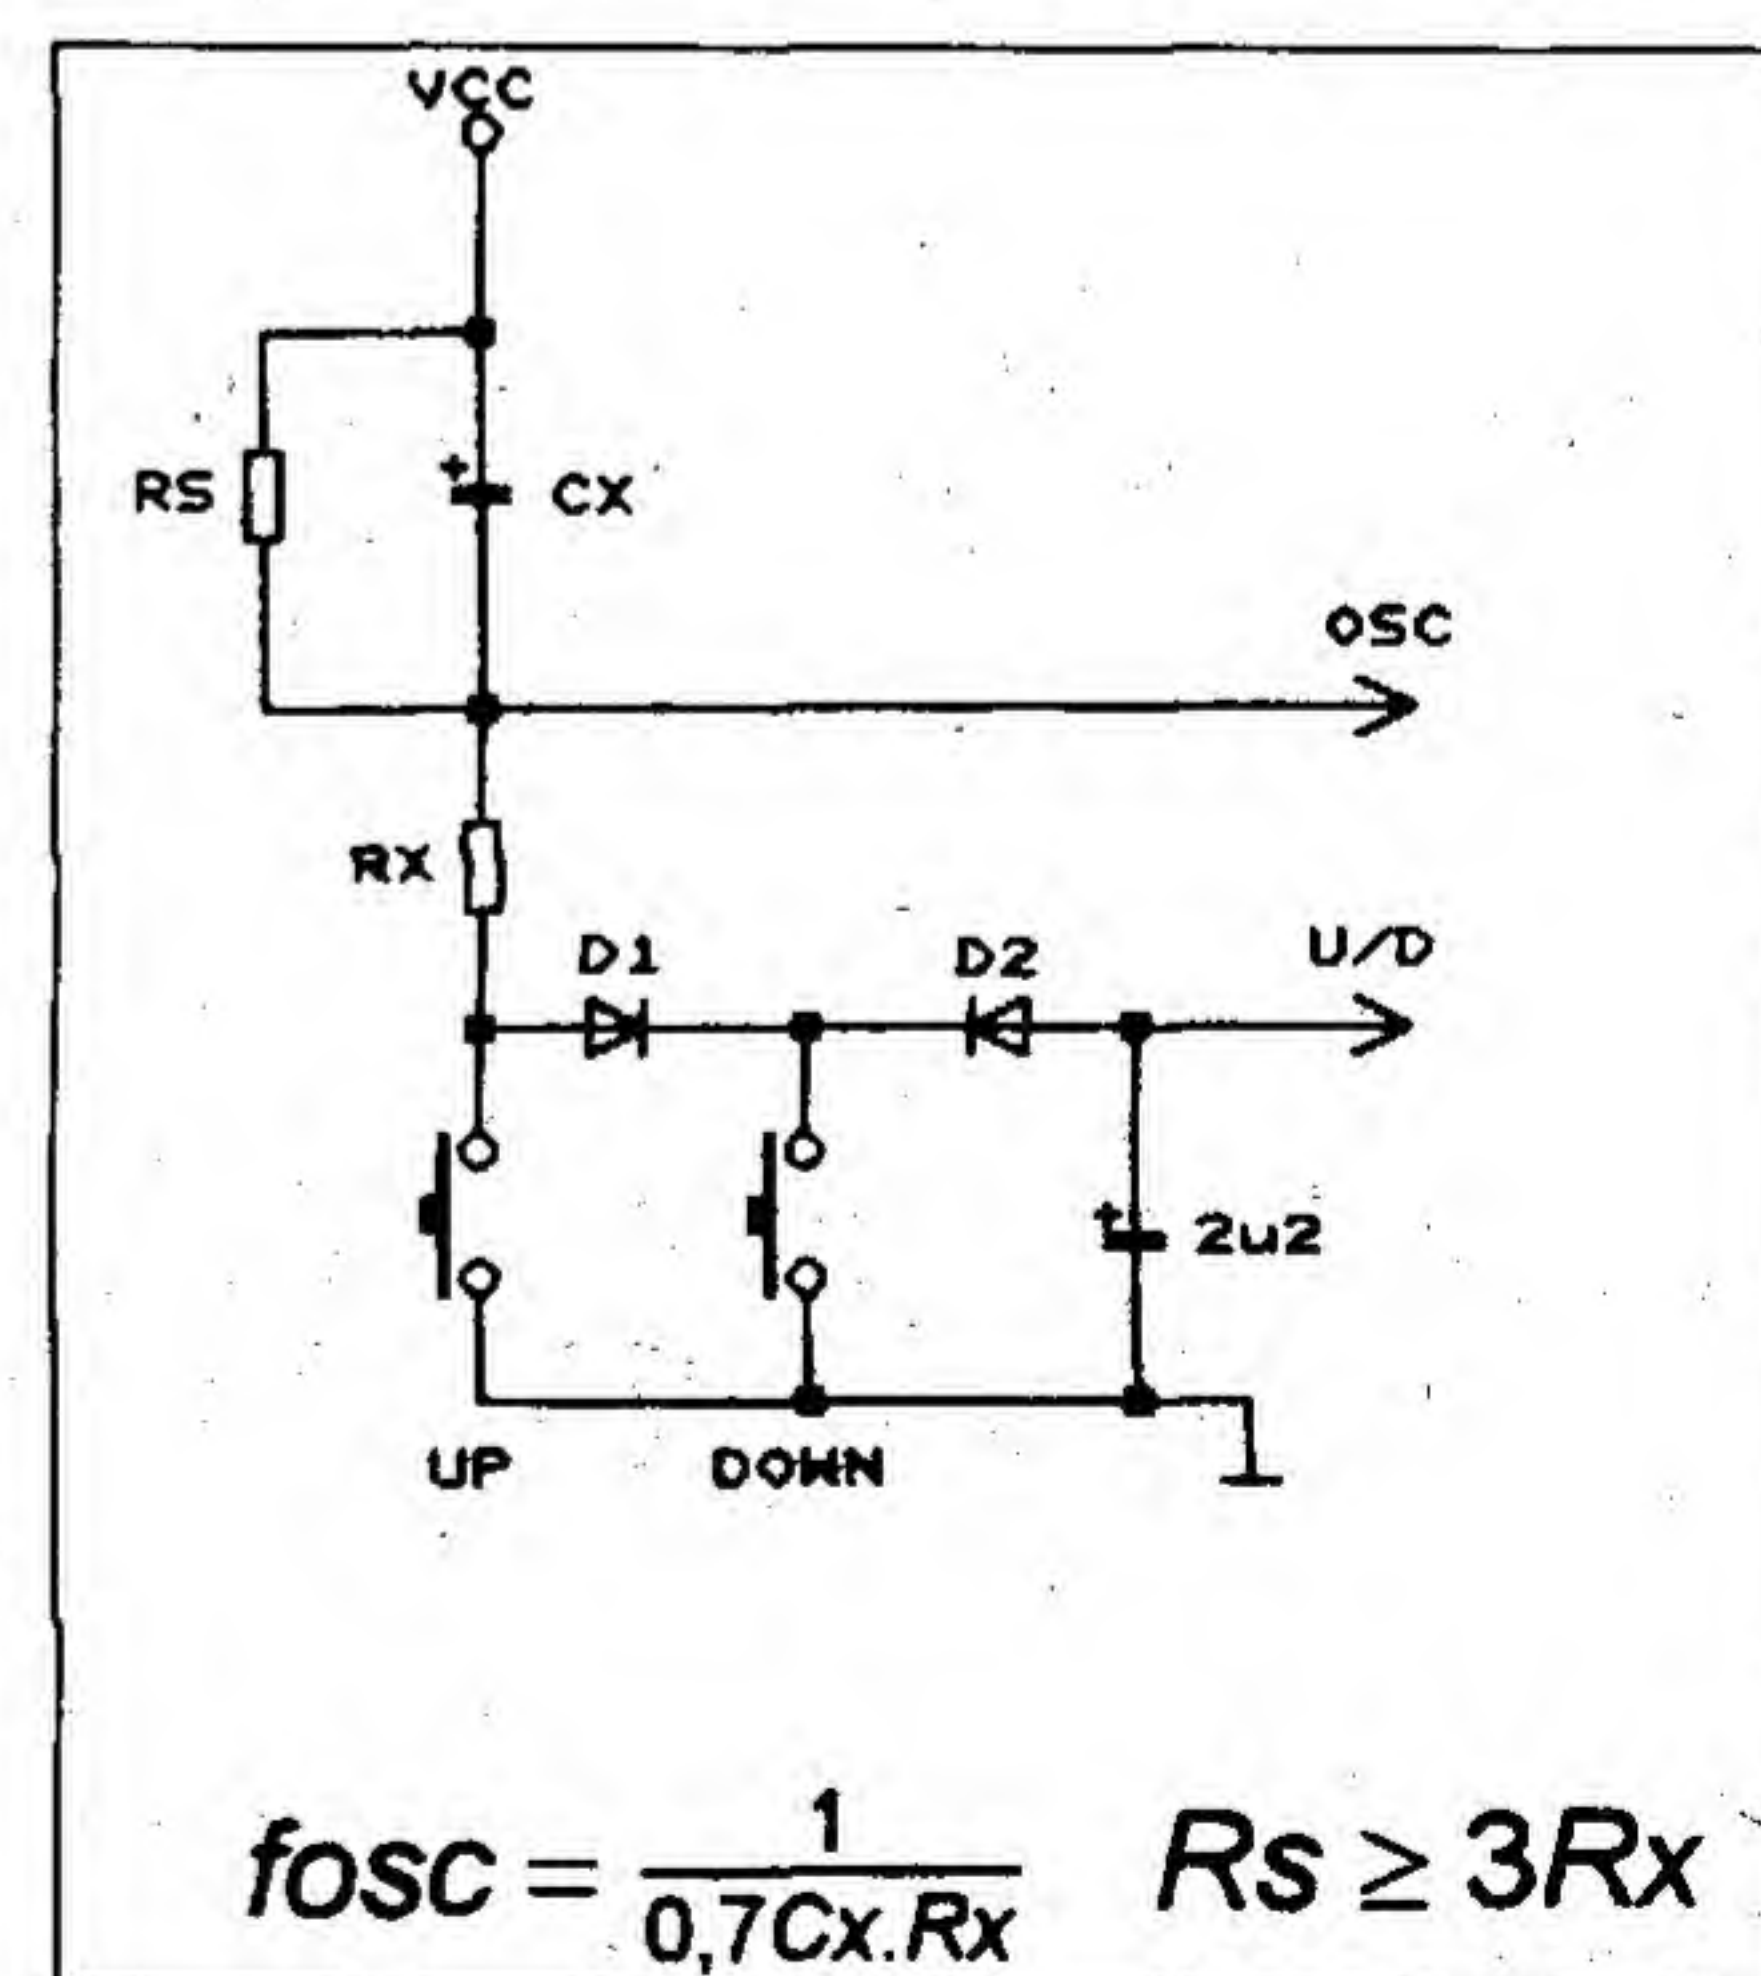 VCC
RS
+
CX
OSC
RX
D1
D2
U/D
+
2u2
UP
DOWN
fosc = 1 / 0,7Cx.Rx
Rs ≥ 3Rx